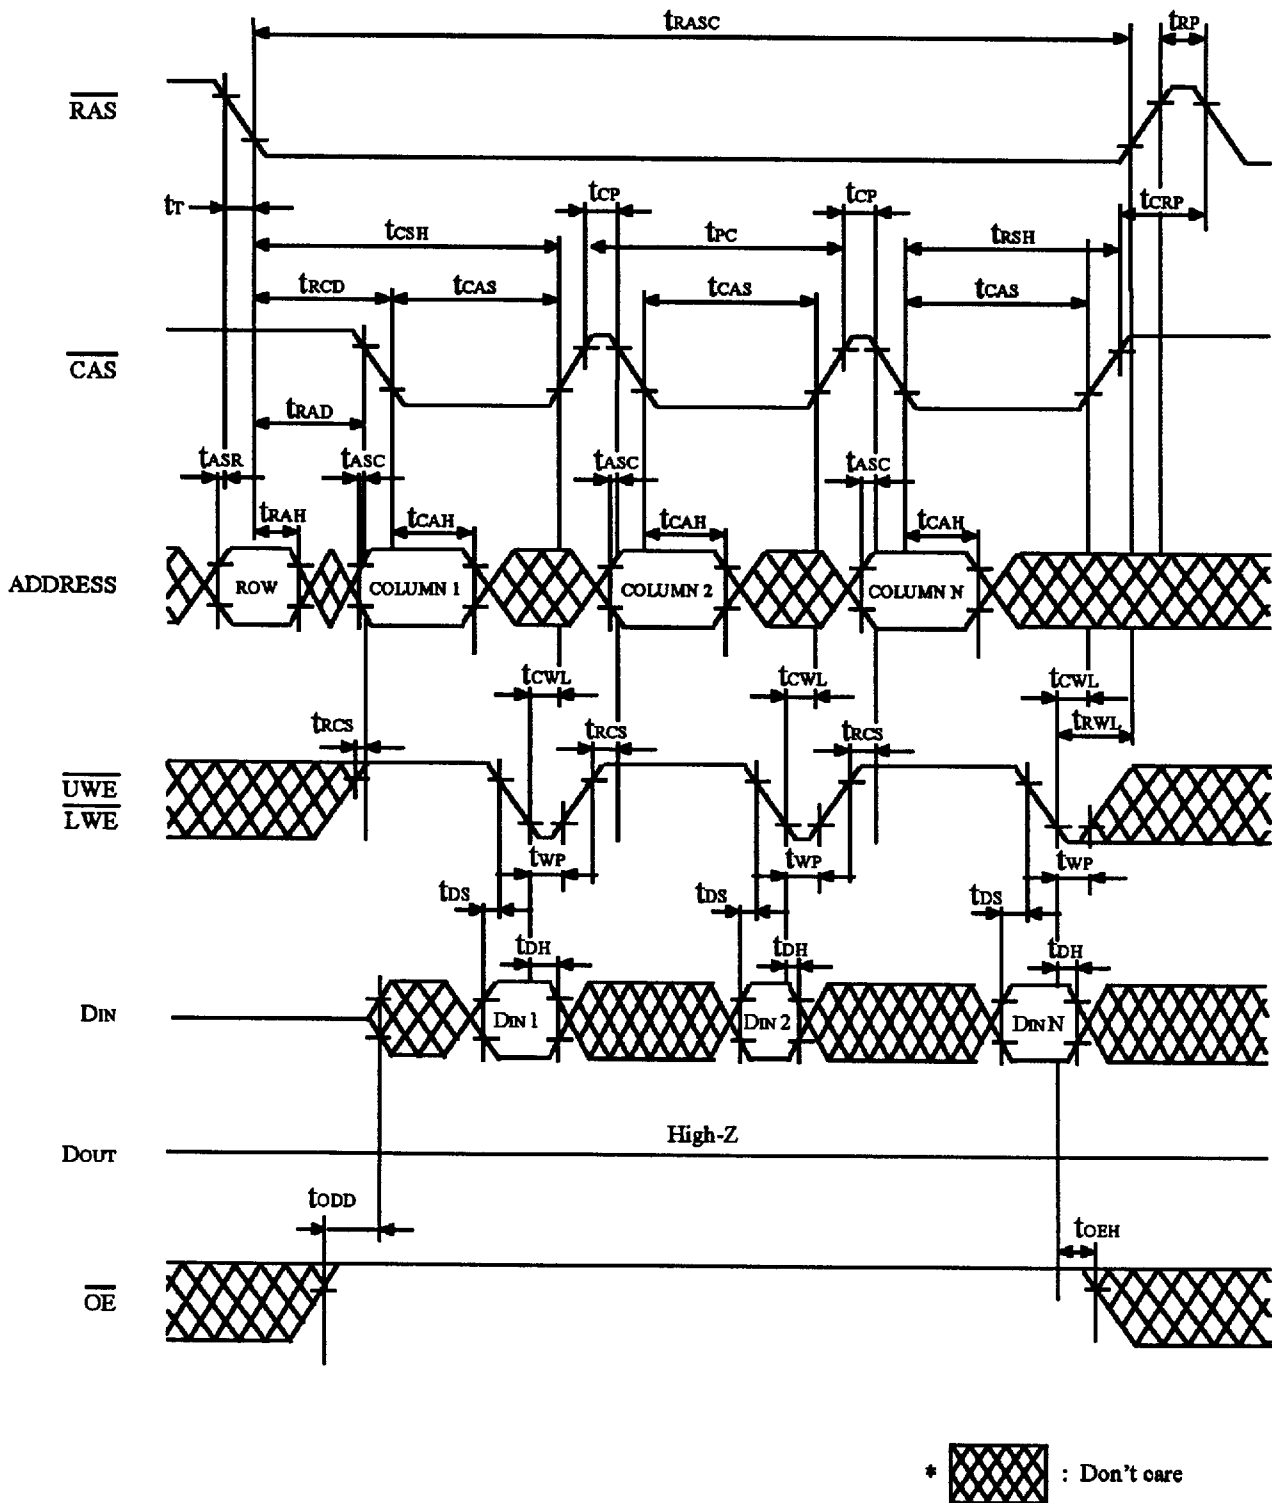 tRASC tRP
RAS
tT tCP tCP tCRP
tCSH tPC tRSH
tRCD tCAS tCAS tCAS
CAS
tRAD
tASR tASC tASC tASC
tRAH tCAH tCAH tCAH
ADDRESS ROW COLUMN 1 COLUMN 2 COLUMN N
tCWL tCWL tCWL
tRCS tRCS tRCS tRWL
UWE
LWE
tWP tWP tWP
tDS tDS tDS
tDH tDH tDH
DIN DIN 1 DIN 2 DIN N
High-Z
DOUT
tODD
tOEH
OE
* : Don't care